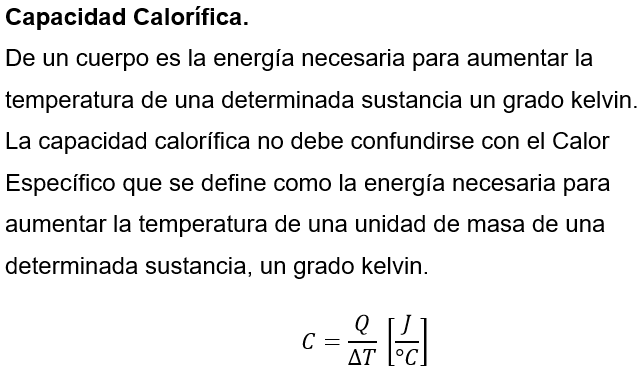 Capacidad Calorífica.
De un cuerpo es la energía necesaria para aumentar la
temperatura de una determinada sustancia un grado kelvin.
La capacidad calorífica no debe confundirse con el Calor
Específico que se define como la energía necesaria para
aumentar la temperatura de una unidad de masa de una
determinada sustancia, un grado kelvin.
C = Q/ΔT [J/°C]